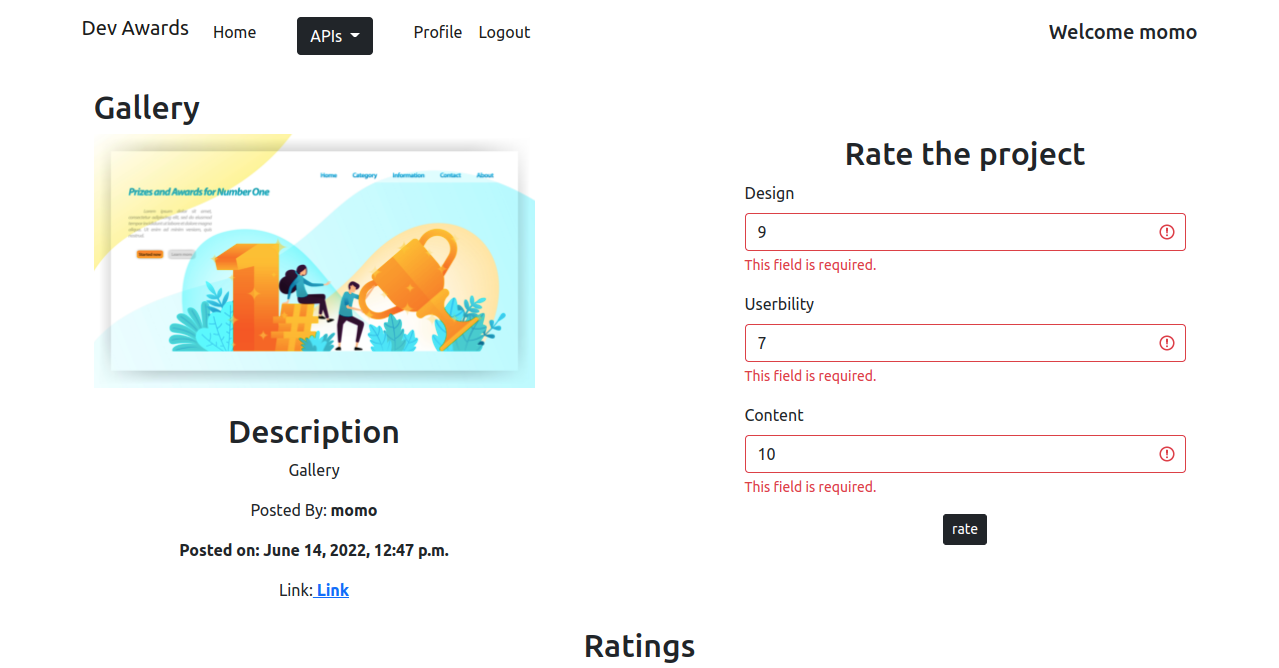 Dev Awards Home APIs Profile Logout Welcome momo
Gallery
Home Category Information Contact About
Prizes and Awards for Number One
1#
Description
Gallery
Posted By: momo
Posted on: June 14, 2022, 12:47 p.m.
Link: Link
Rate the project
Design
9
This field is required.
Userbility
7
This field is required.
Content
10
This field is required.
rate
Ratings